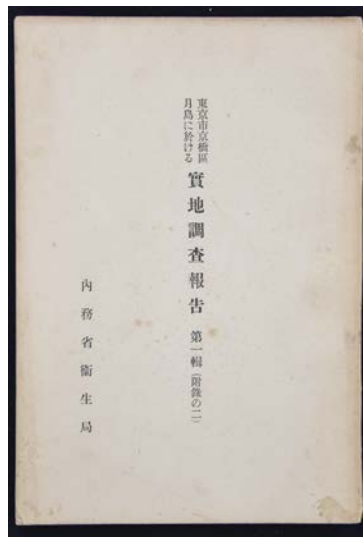 東京市京橋區
月島に於ける
實地調査報告 第一輯（附錄の二）
內務省衞生局